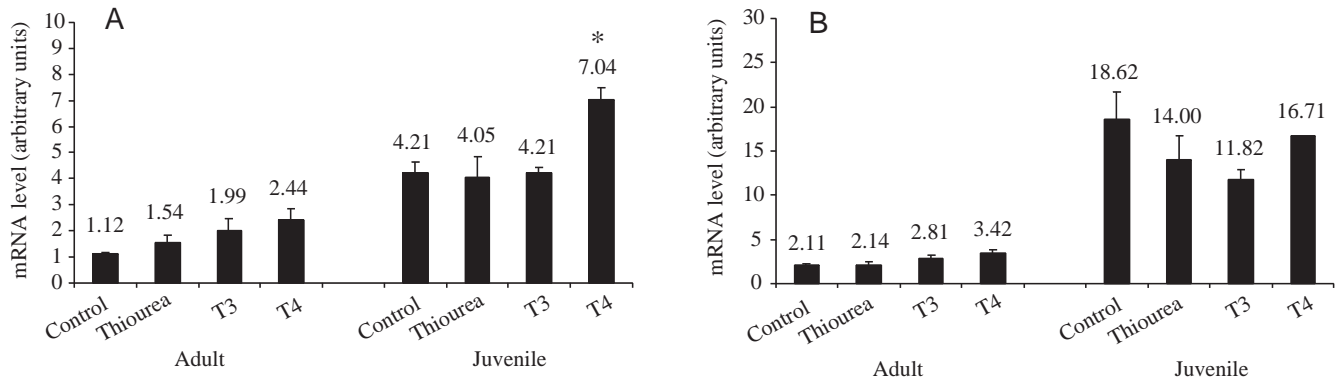 A
mRNA level (arbitrary units)
10
9
8
7
6
5
4
3
2
1
0
1.12
1.54
1.99
2.44
4.21
4.05
4.21
*
7.04
Control
Thiourea
T3
T4
Control
Thiourea
T3
T4
Adult
Juvenile
B
mRNA level (arbitrary units)
30
25
20
15
10
5
0
2.11
2.14
2.81
3.42
18.62
14.00
11.82
16.71
Control
Thiourea
T3
T4
Control
Thiourea
T3
T4
Adult
Juvenile